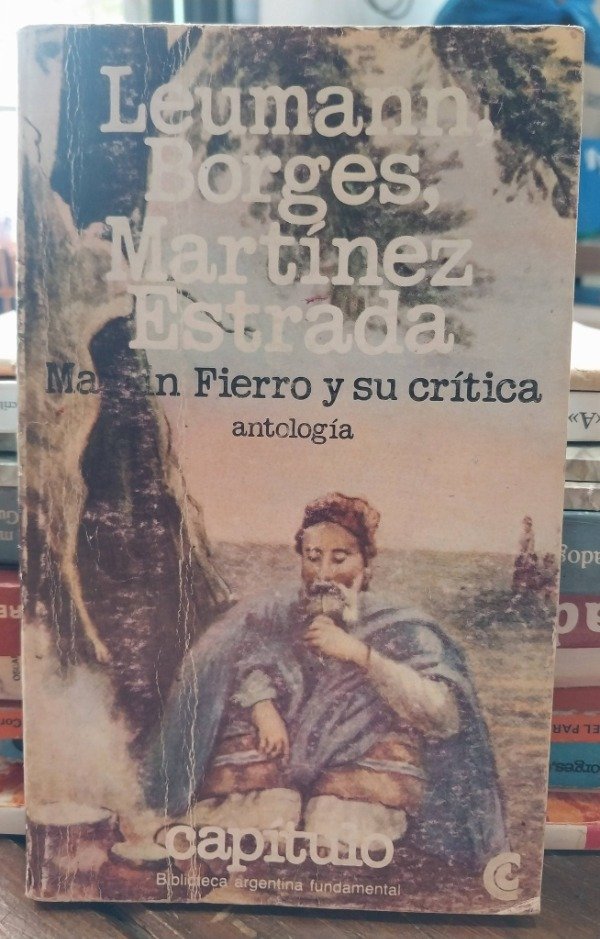 Leumann,
Borges,
Martínez
Estrada
Martín Fierro y su crítica
antología
capítulo
Biblioteca argentina fundamental